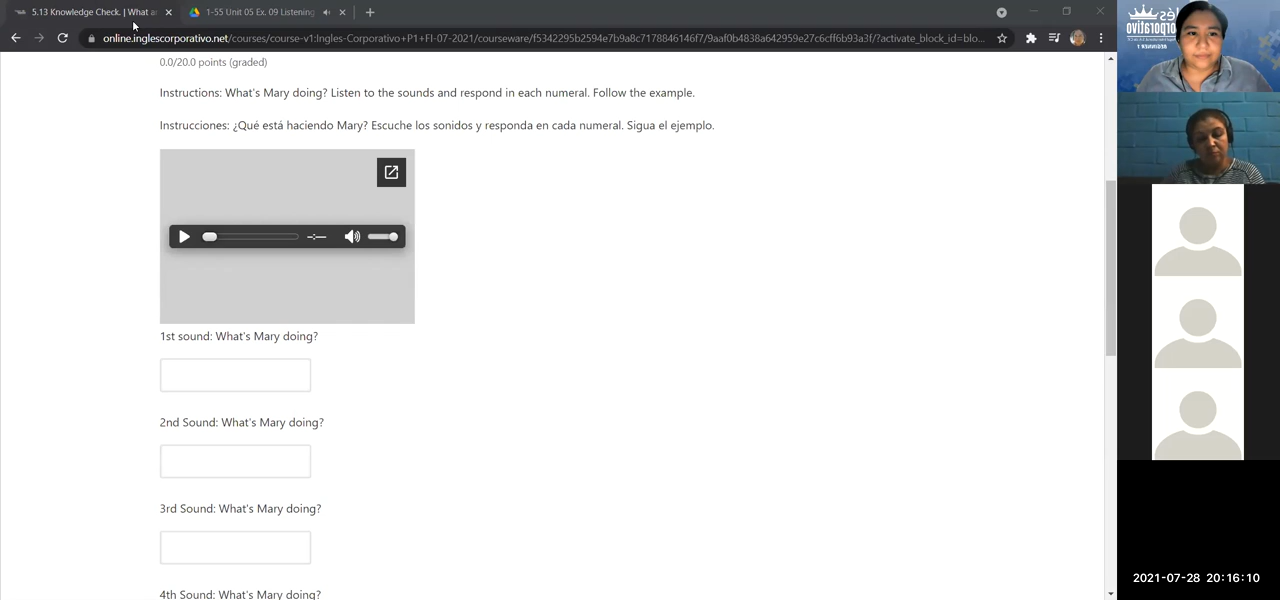 5.13 Knowledge Check. | What a
1-55 Unit 05 Ex. 09 Listening
online.inglescorporativo.net/courses/course-v1:Ingles-Corporativo+P1+FI-07-2021/courseware/f5342295b2594e7b9a8c7178846146f7/9aaf0b4838a642959e27c6cff6b93a3f/?activate_block_id=blo...
0.0/20.0 points (graded)
Instructions: What's Mary doing? Listen to the sounds and respond in each numeral. Follow the example.
Instrucciones: ¿Qué está haciendo Mary? Escuche los sonidos y responda en cada numeral. Sigua el ejemplo.
-:--
1st sound: What's Mary doing?
2nd Sound: What's Mary doing?
3rd Sound: What's Mary doing?
4th Sound: What's Mary doing?
2021-07-28 20:16:10